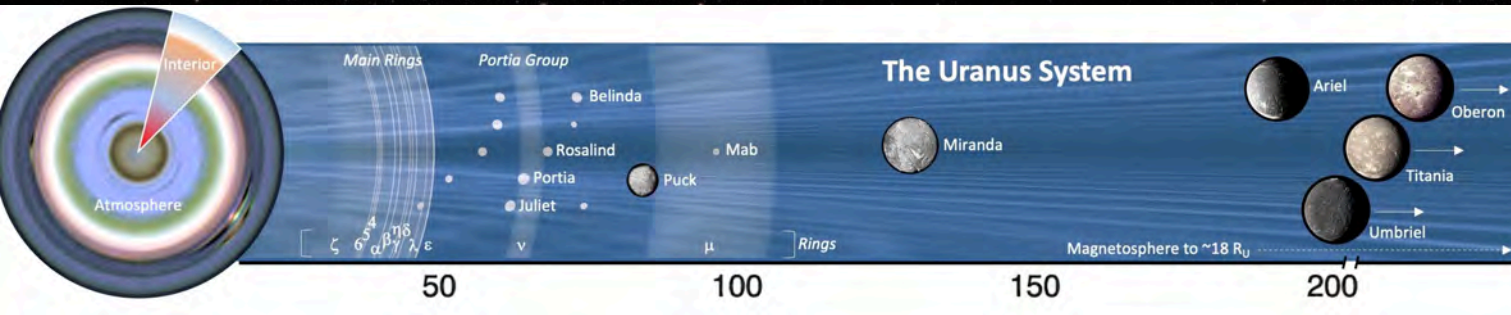 The Uranus System
Interior
Atmosphere
Main Rings
Portia Group
Belinda
Rosalind
Portia
Juliet
Puck
Mab
Miranda
Ariel
Oberon
Titania
Umbriel
ζ 6 5 4 α β η γ δ λ ε ν μ Rings
Magnetosphere to ~18 R_U
50 100 150 200